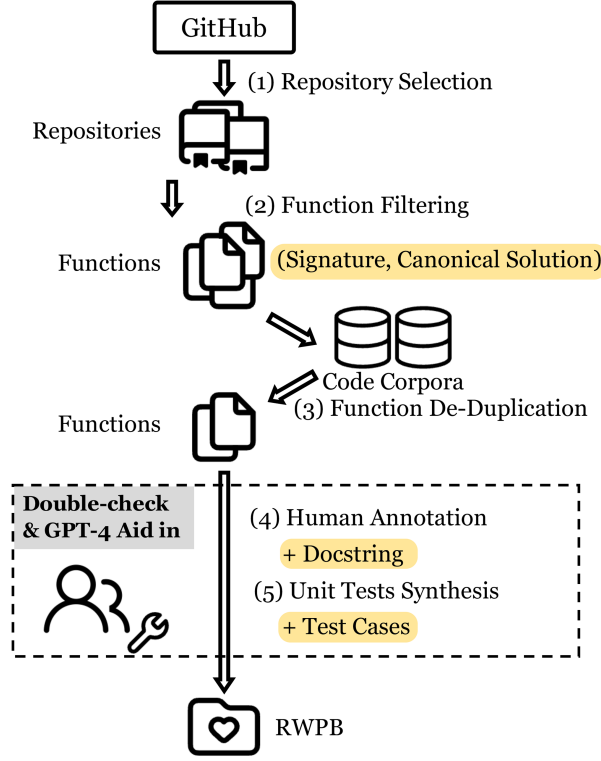 GitHub
(1) Repository Selection
Repositories
(2) Function Filtering
Functions
(Signature, Canonical Solution)
Code Corpora
(3) Function De-Duplication
Functions
Double-check
& GPT-4 Aid in
(4) Human Annotation
+ Docstring
(5) Unit Tests Synthesis
+ Test Cases
RWPB